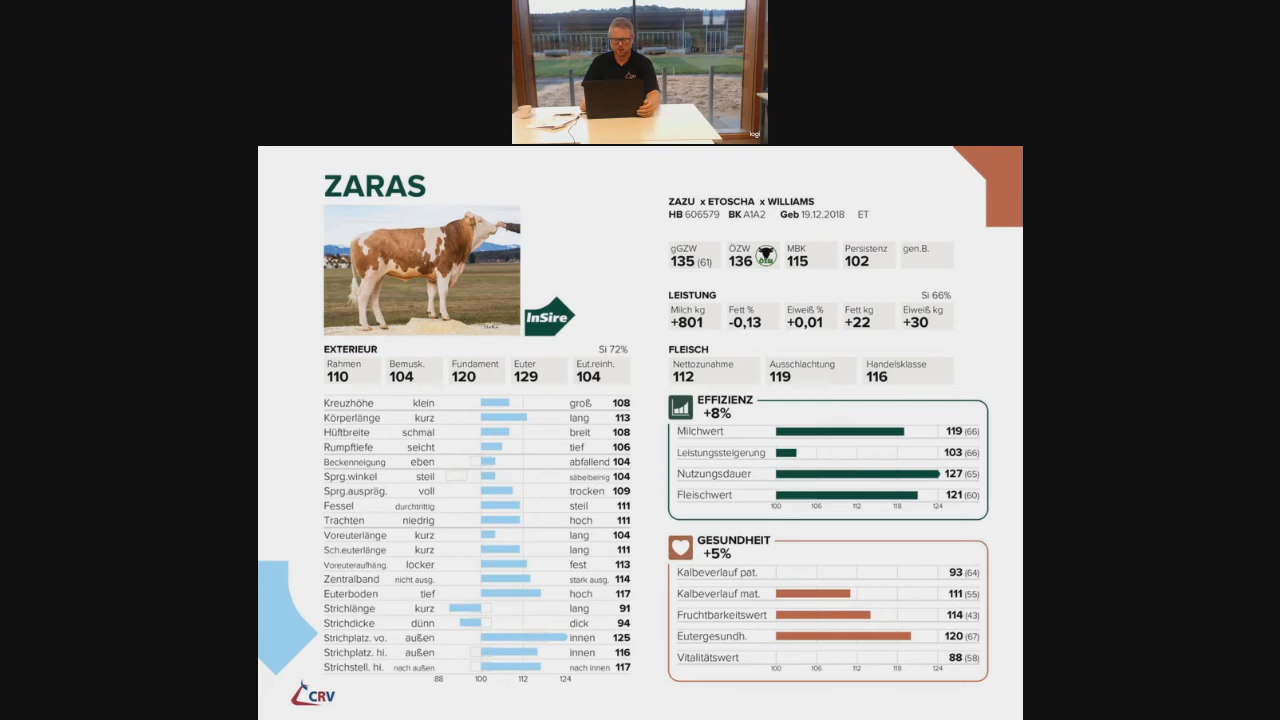 logi
ZARAS
InSire
ZAZU x ETOSCHA x WILLIAMS
HB 606579 BK A1A2 Geb 19.12.2018 ET
gGZW ÖZW MBK Persistenz gen.B.
135 (61) 136 ÖZW 115 102
LEISTUNG Si 66%
Milch kg Fett % Eiweiß % Fett kg Eiweiß kg
+801 -0,13 +0,01 +22 +30
EXTERIEUR Si 72%
Rahmen Bemusk. Fundament Euter Eut.reinh.
110 104 120 129 104
Kreuzhöhe klein groß 108
Körperlänge kurz lang 113
Hüftbreite schmal breit 108
Rumpftiefe seicht tief 106
Beckenneigung eben abfallend 104
Sprg.winkel steil säbelbeinig 104
Sprg.auspräg. voll trocken 109
Fessel durchtrittig steil 111
Trachten niedrig hoch 111
Voreuterlänge kurz lang 104
Sch.euterlänge kurz lang 111
Voreuteraufhäng. locker fest 113
Zentralband nicht ausg. stark ausg. 114
Euterboden tief hoch 117
Strichlänge kurz lang 91
Strichdicke dünn dick 94
Strichplatz. vo. außen innen 125
Strichplatz. hi. außen innen 116
Strichstell. hi. nach außen nach innen 117
88 100 112 124
FLEISCH
Nettozunahme Ausschlachtung Handelsklasse
112 119 116
EFFIZIENZ
+8%
Milchwert 119 (66)
Leistungssteigerung 103 (66)
Nutzungsdauer 127 (65)
Fleischwert 121 (60)
100 106 112 118 124
GESUNDHEIT
+5%
Kalbeverlauf pat. 93 (64)
Kalbeverlauf mat. 111 (55)
Fruchtbarkeitswert 114 (43)
Eutergesundh. 120 (67)
Vitalitätswert 88 (58)
100 106 112 118 124
CRV